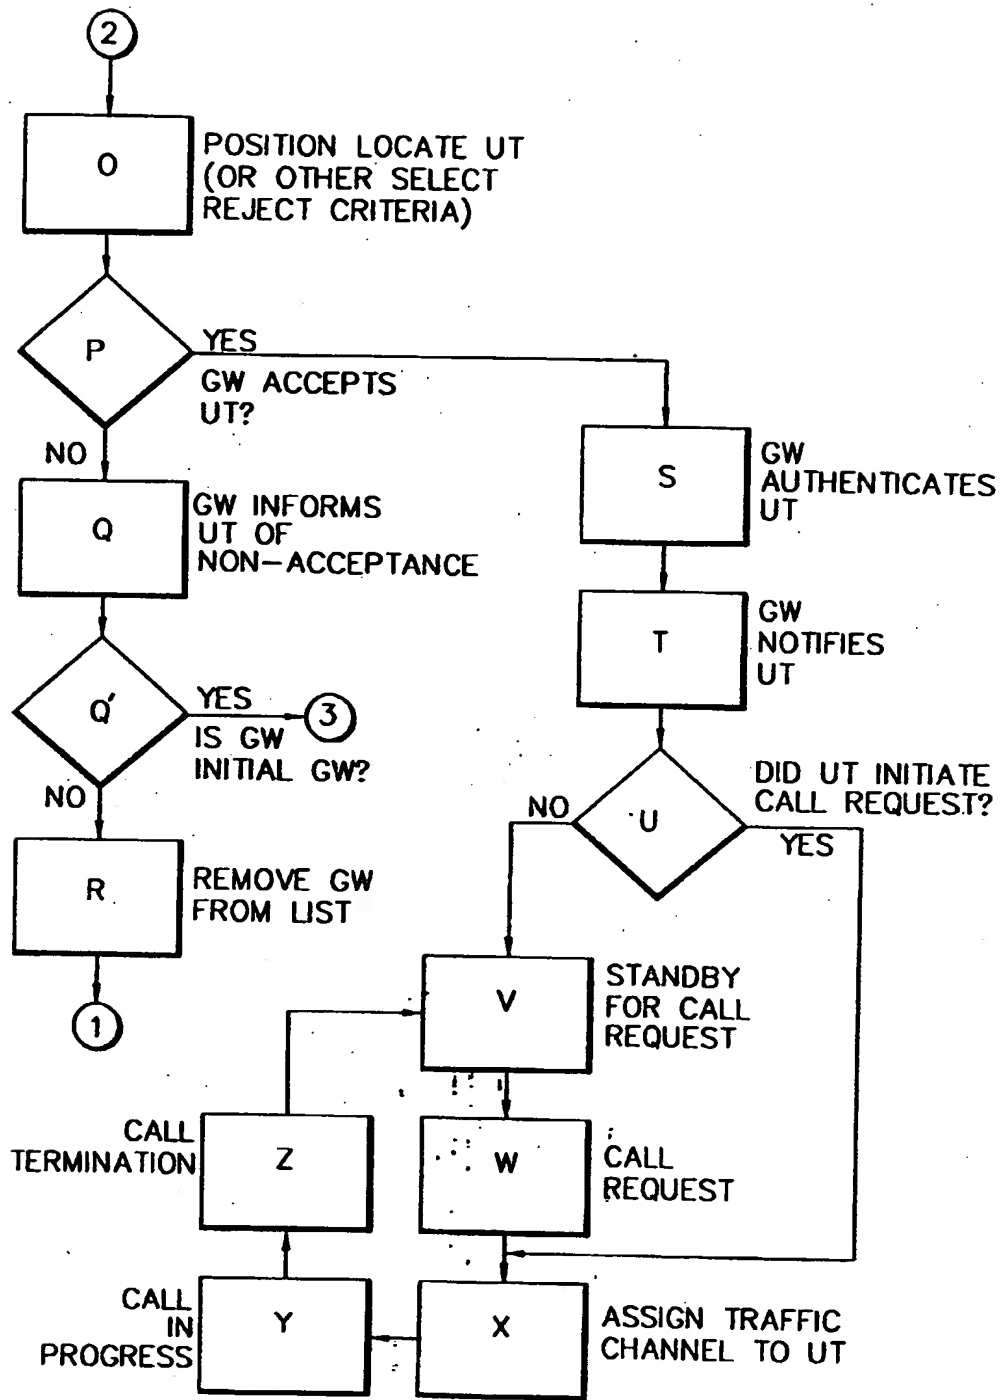 2
O
POSITION LOCATE UT
(OR OTHER SELECT
REJECT CRITERIA)
P
YES
GW ACCEPTS
UT?
NO
Q
GW INFORMS
UT OF
NON-ACCEPTANCE
Q'
YES
3
IS GW
INITIAL GW?
NO
R
REMOVE GW
FROM LIST
1
S
GW
AUTHENTICATES
UT
T
GW
NOTIFIES
UT
U
DID UT INITIATE
CALL REQUEST?
NO
YES
V
STANDBY
FOR CALL
REQUEST
W
CALL
REQUEST
X
ASSIGN TRAFFIC
CHANNEL TO UT
Y
CALL
IN
PROGRESS
Z
CALL
TERMINATION